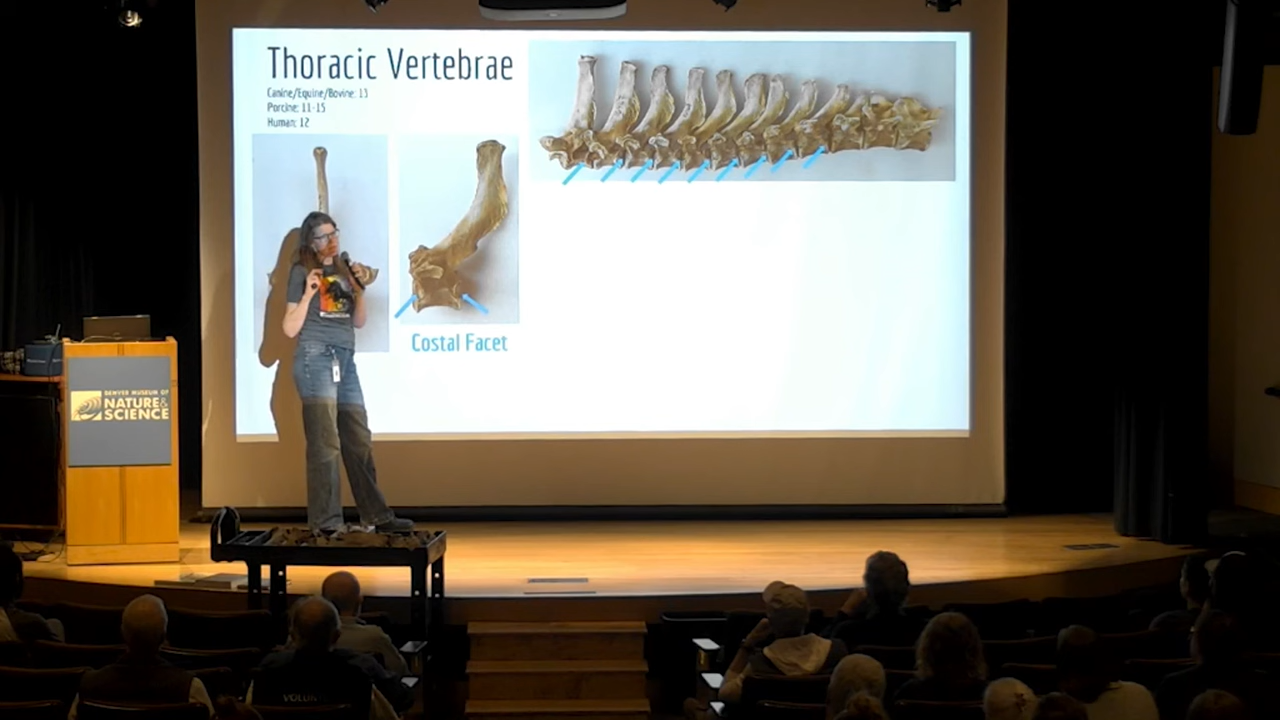 Thoracic Vertebrae
Canine/Equine/Bovine: 13
Porcine: 11-15
Human: 12
Costal Facet
DENVER MUSEUM OF
NATURE &
SCIENCE